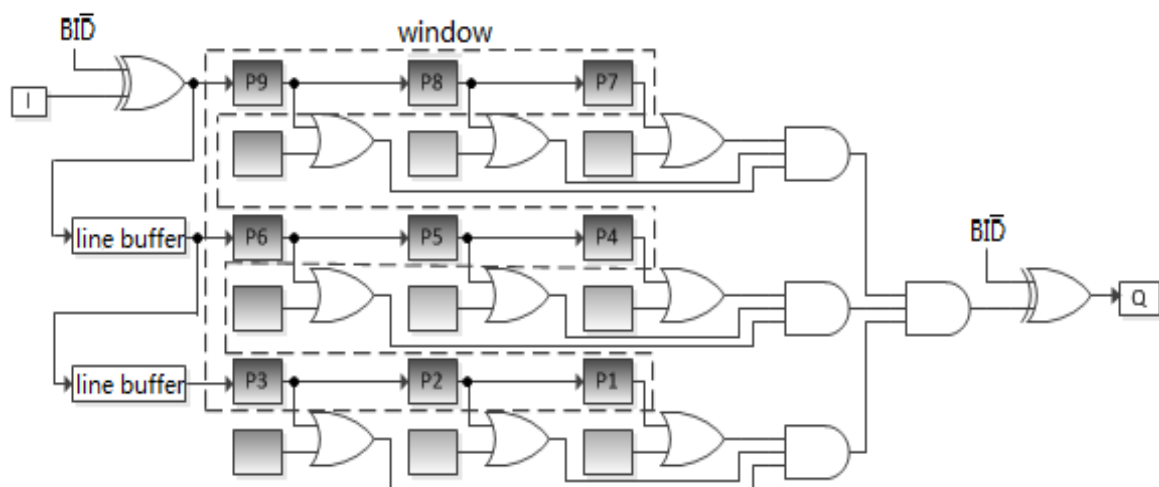 BID̅
window
I
P9
P8
P7
line buffer
P6
P5
P4
BID̅
Q
line buffer
P3
P2
P1